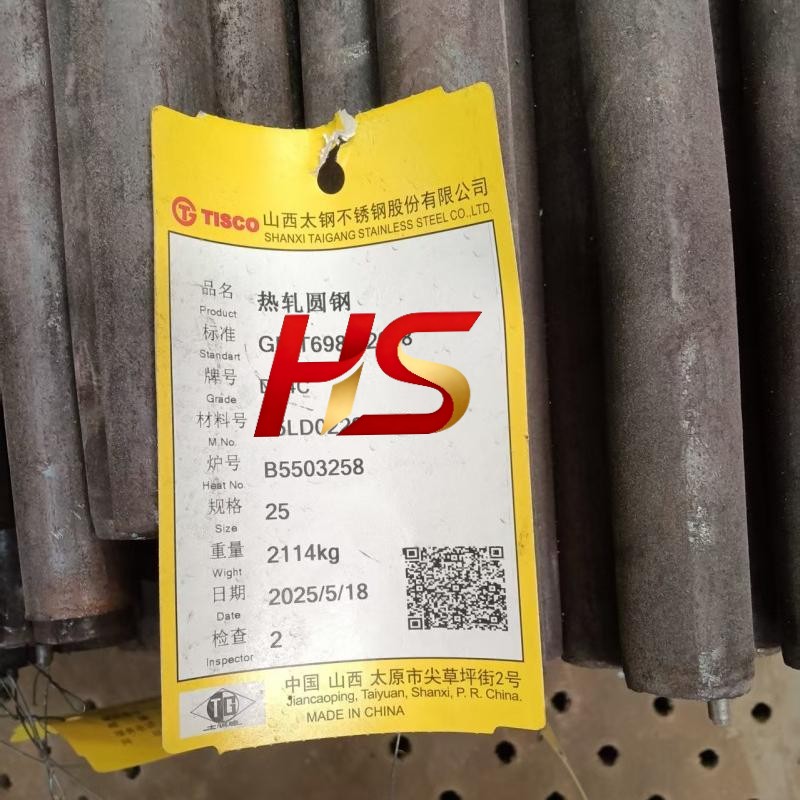 TISCO 山西太钢不锈钢股份有限公司
SHANXI TAIGANG STAINLESS STEEL CO.,LTD.
品名 热轧圆钢
Product
标准
Standart
牌号
Grade
材料号
M.No.
炉号 B5503258
Heat No.
规格 25
Size
重量 2114kg
Wight
日期 2025/5/18
Date
检查 2
Inspector
HS
中国 山西 太原市尖草坪街2号
Jiancaoping, Taiyuan, Shanxi, P. R. China.
MADE IN CHINA